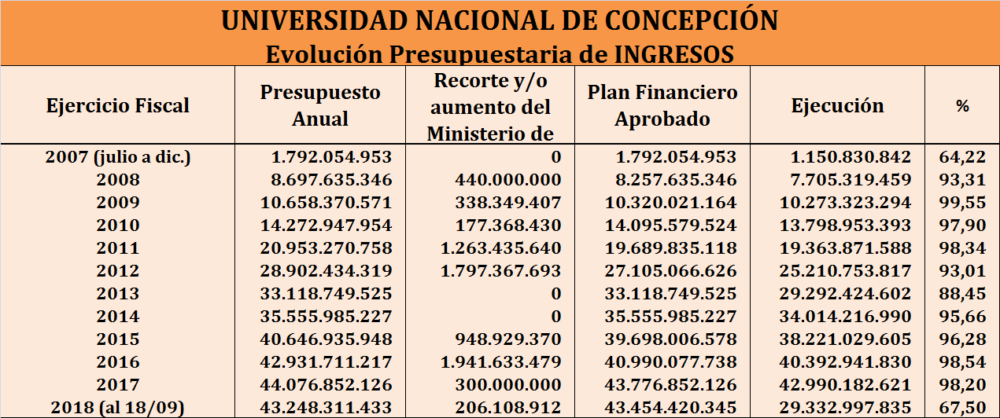 UNIVERSIDAD NACIONAL DE CONCEPCIÓN
Evolución Presupuestaria de INGRESOS
Ejercicio Fiscal Presupuesto Anual Recorte y/o aumento del Ministerio de Plan Financiero Aprobado Ejecución %
2007 (julio a dic.) 1.792.054.953 0 1.792.054.953 1.150.830.842 64,22
2008 8.697.635.346 440.000.000 8.257.635.346 7.705.319.459 93,31
2009 10.658.370.571 338.349.407 10.320.021.164 10.273.323.294 99,55
2010 14.272.947.954 177.368.430 14.095.579.524 13.798.953.393 97,90
2011 20.953.270.758 1.263.435.640 19.689.835.118 19.363.871.588 98,34
2012 28.902.434.319 1.797.367.693 27.105.066.626 25.210.753.817 93,01
2013 33.118.749.525 0 33.118.749.525 29.292.424.602 88,45
2014 35.555.985.227 0 35.555.985.227 34.014.216.990 95,66
2015 40.646.935.948 948.929.370 39.698.006.578 38.221.029.605 96,28
2016 42.931.711.217 1.941.633.479 40.990.077.738 40.392.941.830 98,54
2017 44.076.852.126 300.000.000 43.776.852.126 42.990.182.621 98,20
2018 (al 18/09) 43.248.311.433 206.108.912 43.454.420.345 29.332.997.835 67,50